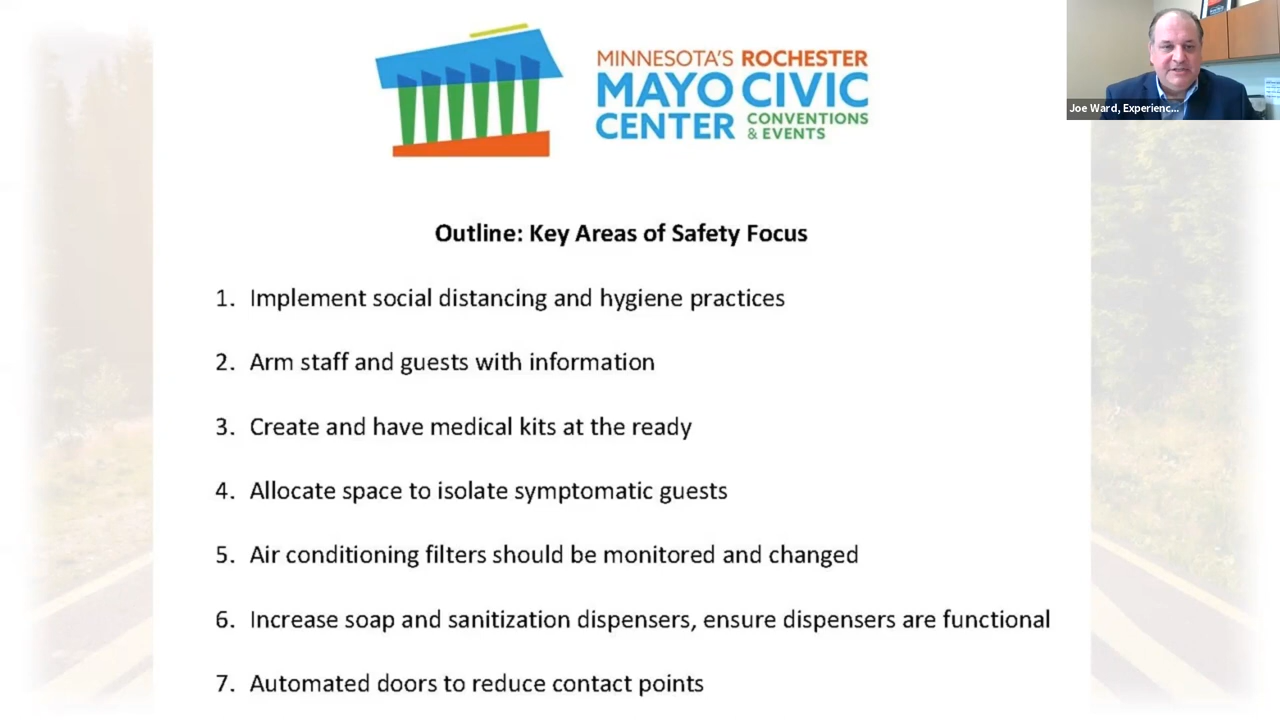 MINNESOTA'S ROCHESTER
MAYO CIVIC
CENTER CONVENTIONS
& EVENTS
Joe Ward, Experienc...
Outline: Key Areas of Safety Focus
1. Implement social distancing and hygiene practices
2. Arm staff and guests with information
3. Create and have medical kits at the ready
4. Allocate space to isolate symptomatic guests
5. Air conditioning filters should be monitored and changed
6. Increase soap and sanitization dispensers, ensure dispensers are functional
7. Automated doors to reduce contact points